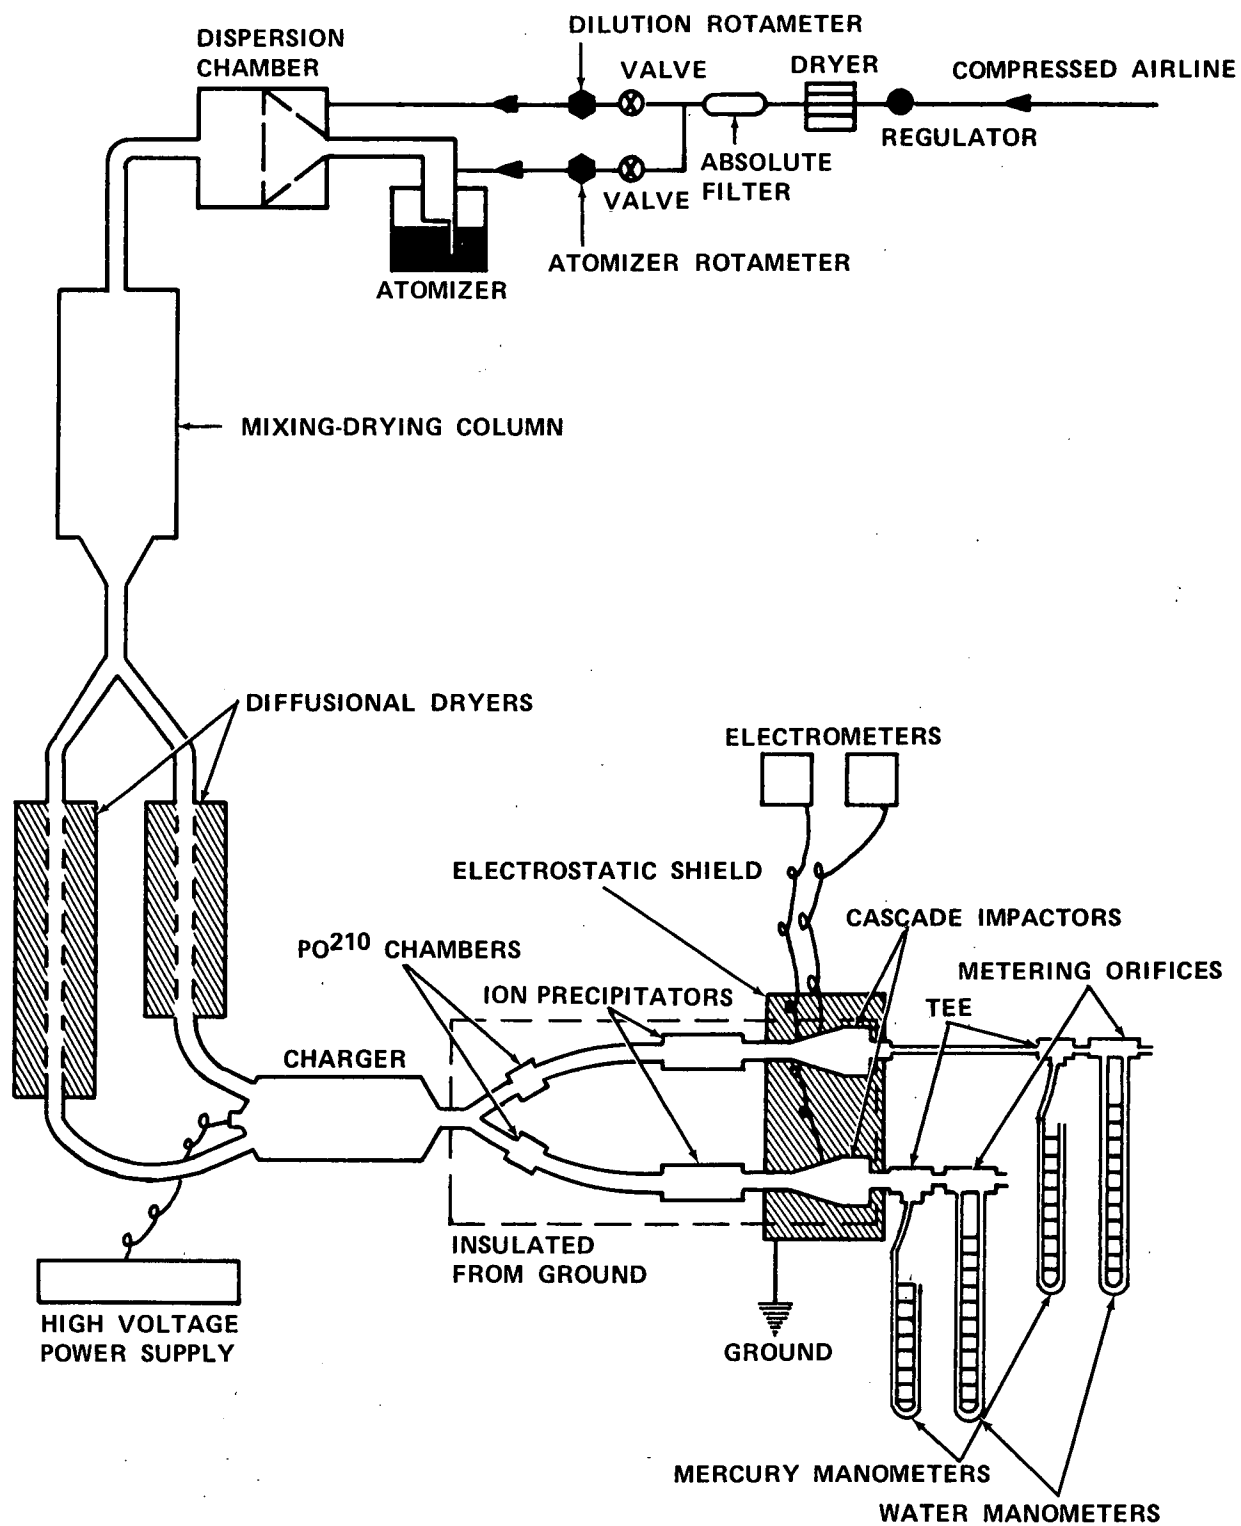 DILUTION ROTAMETER
DISPERSION
CHAMBER
VALVE
DRYER
COMPRESSED AIRLINE
REGULATOR
ABSOLUTE
FILTER
VALVE
ATOMIZER ROTAMETER
ATOMIZER
MIXING-DRYING COLUMN
DIFFUSIONAL DRYERS
ELECTROMETERS
ELECTROSTATIC SHIELD
CASCADE IMPACTORS
PO210 CHAMBERS
METERING ORIFICES
ION PRECIPITATORS
TEE
CHARGER
INSULATED
FROM GROUND
HIGH VOLTAGE
POWER SUPPLY
GROUND
MERCURY MANOMETERS
WATER MANOMETERS